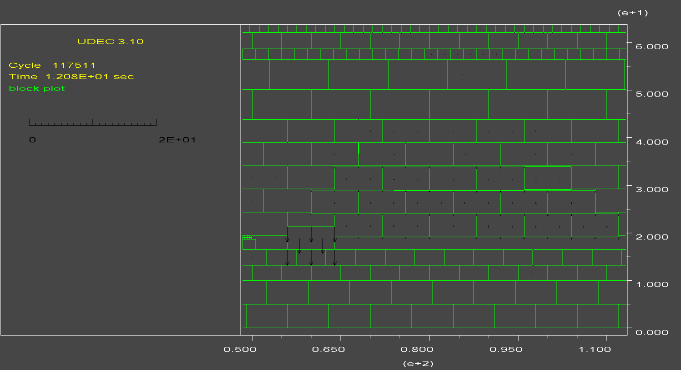 (e+1)
UDEC 3.10
6.000
Cycle 117511
Time 1.208E+01 sec
block plot
5.000
0 2E+01
4.000
3.000
2.000
1.000
0.000
0.500 0.650 0.800 0.950 1.100
(e+2)